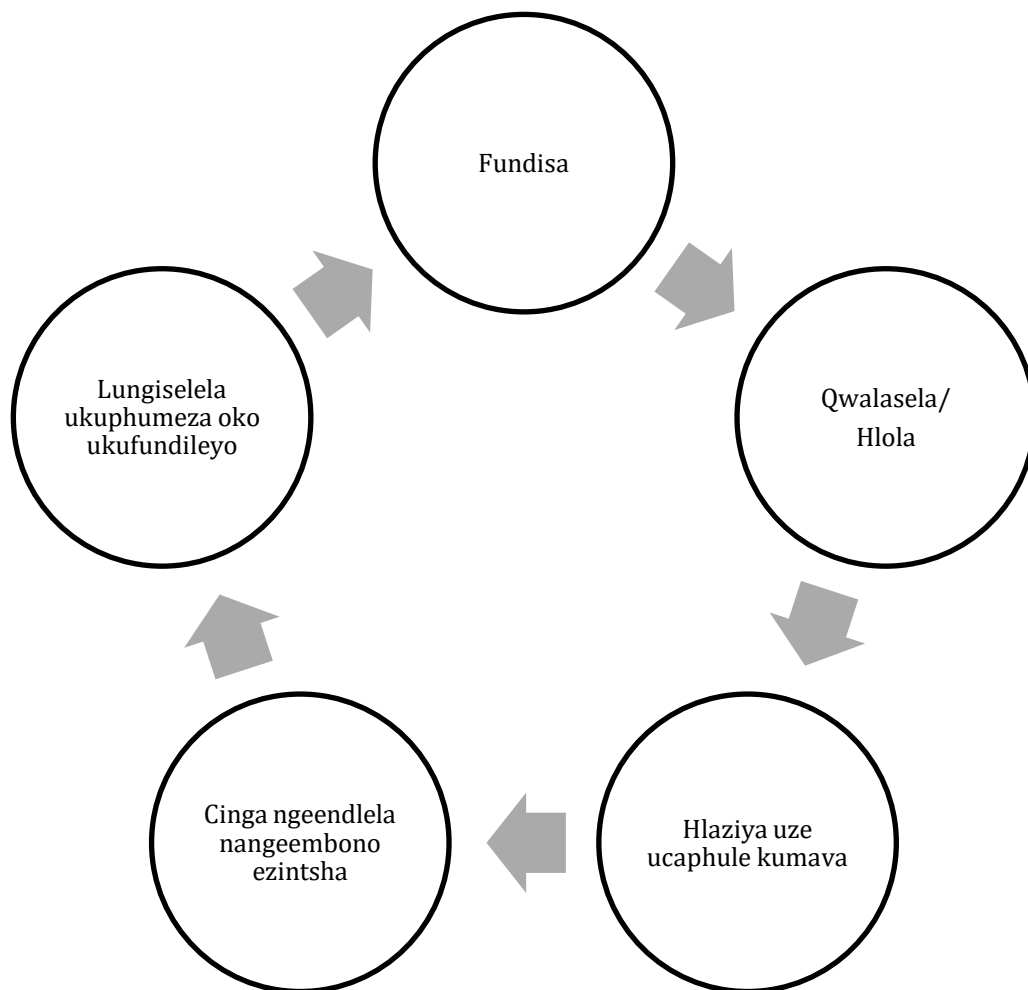 Fundisa
Qwalasela/
Hlola
Hlaziya uze
ucaphule kumava
Cinga ngeendlela
nangeembono
ezintsha
Lungiselela
ukuphumeza oko
ukufundileyo